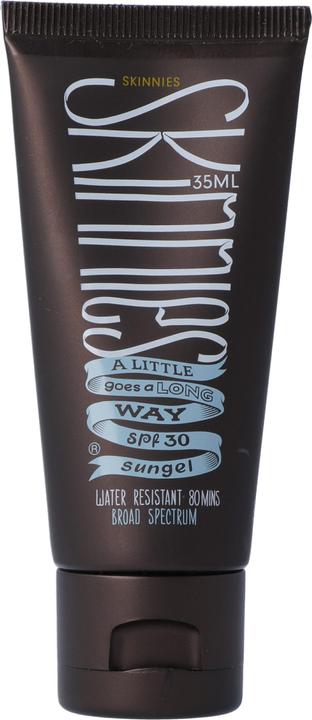 SKINNIES
SKINNIES
35ML
A LITTLE
goes a LONG
WAY
spf 30
sungel
®
WATER RESISTANT 80MINS
BROAD SPECTRUM